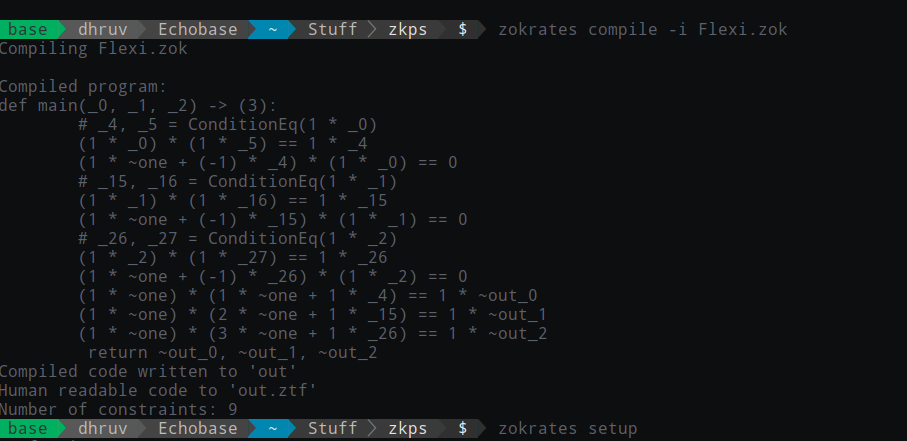 base dhruv Echobase ~ Stuff zkps $ zokrates compile -i Flexi.zok
Compiling Flexi.zok
Compiled program:
def main(_0, _1, _2) -> (3):
# _4, _5 = ConditionEq(1 * _0)
(1 * _0) * (1 * _5) == 1 * _4
(1 * ~one + (-1) * _4) * (1 * _0) == 0
# _15, _16 = ConditionEq(1 * _1)
(1 * _1) * (1 * _16) == 1 * _15
(1 * ~one + (-1) * _15) * (1 * _1) == 0
# _26, _27 = ConditionEq(1 * _2)
(1 * _2) * (1 * _27) == 1 * _26
(1 * ~one + (-1) * _26) * (1 * _2) == 0
(1 * ~one) * (1 * ~one + 1 * _4) == 1 * ~out_0
(1 * ~one) * (2 * ~one + 1 * _15) == 1 * ~out_1
(1 * ~one) * (3 * ~one + 1 * _26) == 1 * ~out_2
return ~out_0, ~out_1, ~out_2
Compiled code written to 'out'
Human readable code to 'out.ztf'
Number of constraints: 9
base dhruv Echobase ~ Stuff zkps $ zokrates setup